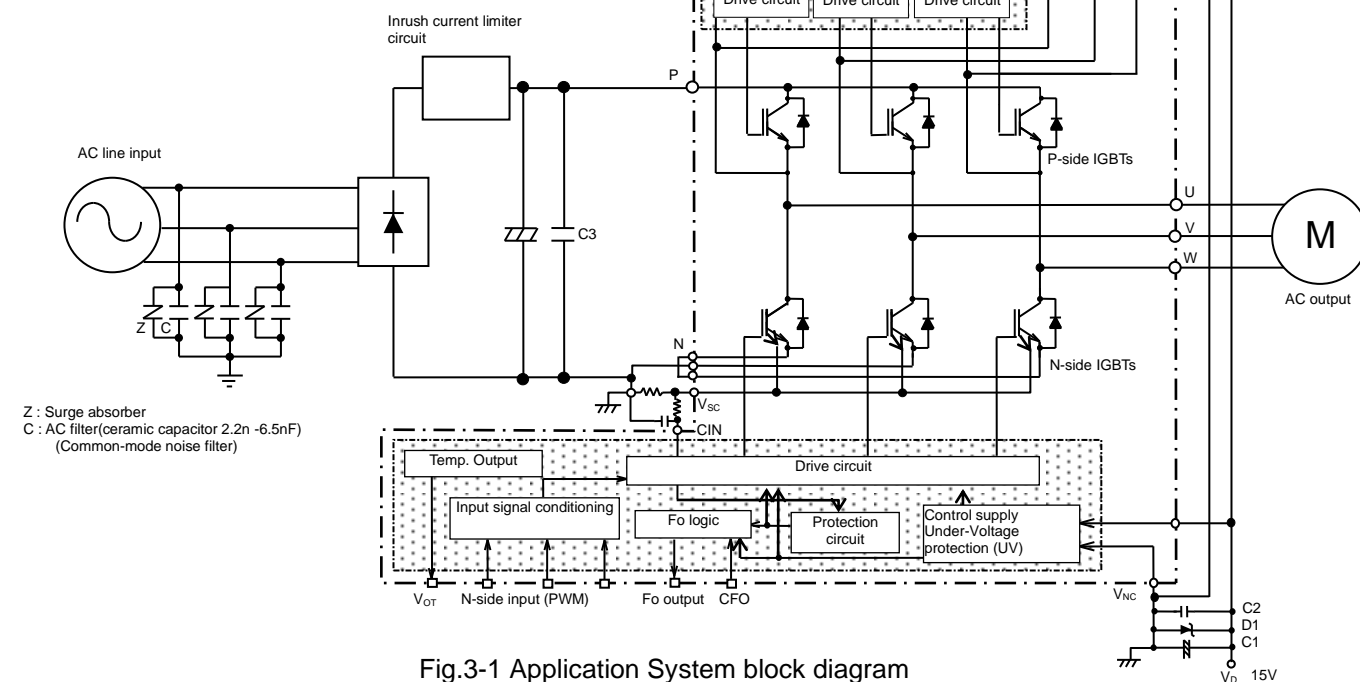 Drive circuit Drive circuit Drive circuit
Inrush current limiter
circuit
P
AC line input
P-side IGBTs
U
V
W
M
AC output
C3
Z C
N
N-side IGBTs
VSC
CIN
Z : Surge absorber
C : AC filter(ceramic capacitor 2.2n -6.5nF)
(Common-mode noise filter)
Temp. Output
Drive circuit
Input signal conditioning
Fo logic
Protection
circuit
Control supply
Under-Voltage
protection (UV)
VOT
N-side input (PWM)
Fo output
CFO
VNC
C2
D1
C1
VD 15V
Fig.3-1 Application System block diagram